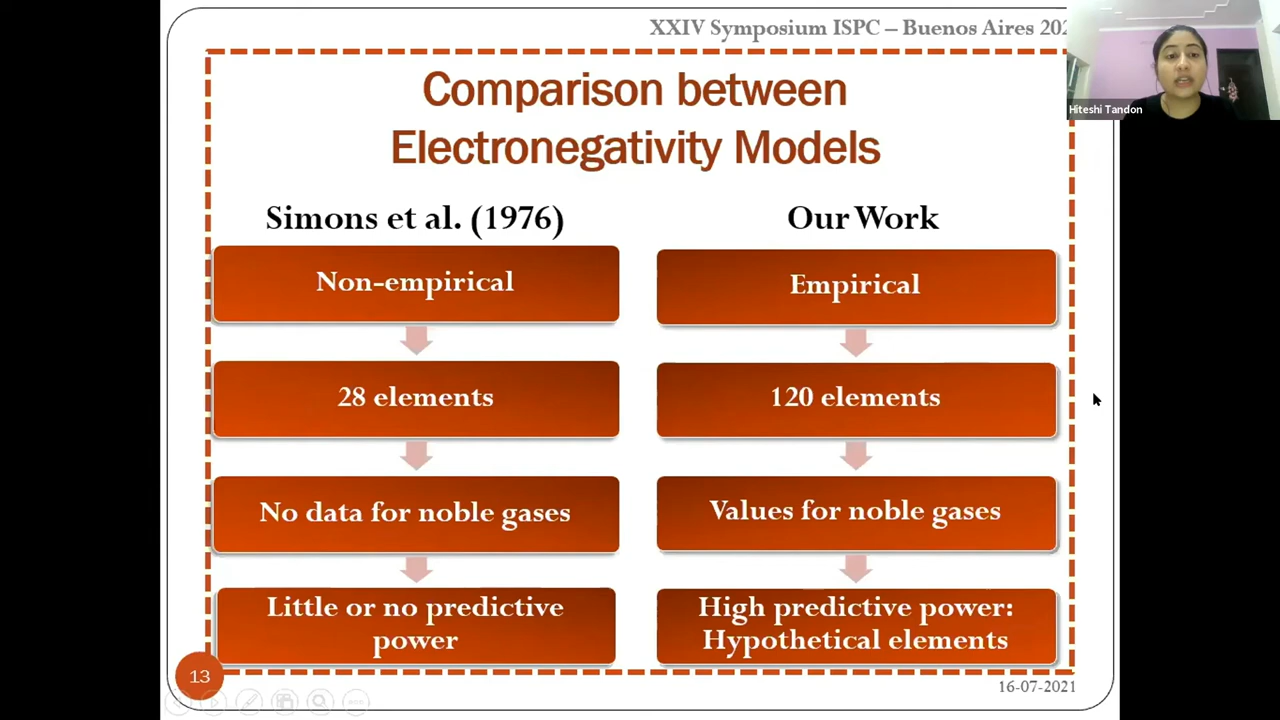 XXIV Symposium ISPC – Buenos Aires 202
Hiteshi Tandon
Comparison between
Electronegativity Models
Simons et al. (1976)
Non-empirical
28 elements
No data for noble gases
Little or no predictive
power
Our Work
Empirical
120 elements
Values for noble gases
High predictive power:
Hypothetical elements
13
16-07-2021